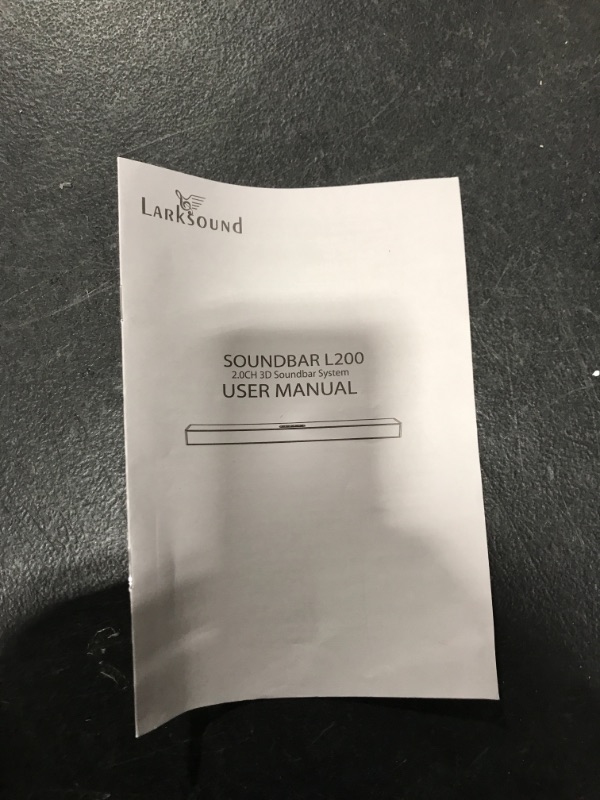 LARKSOUND
SOUNDBAR L200
2.0CH 3D Soundbar System
USER MANUAL